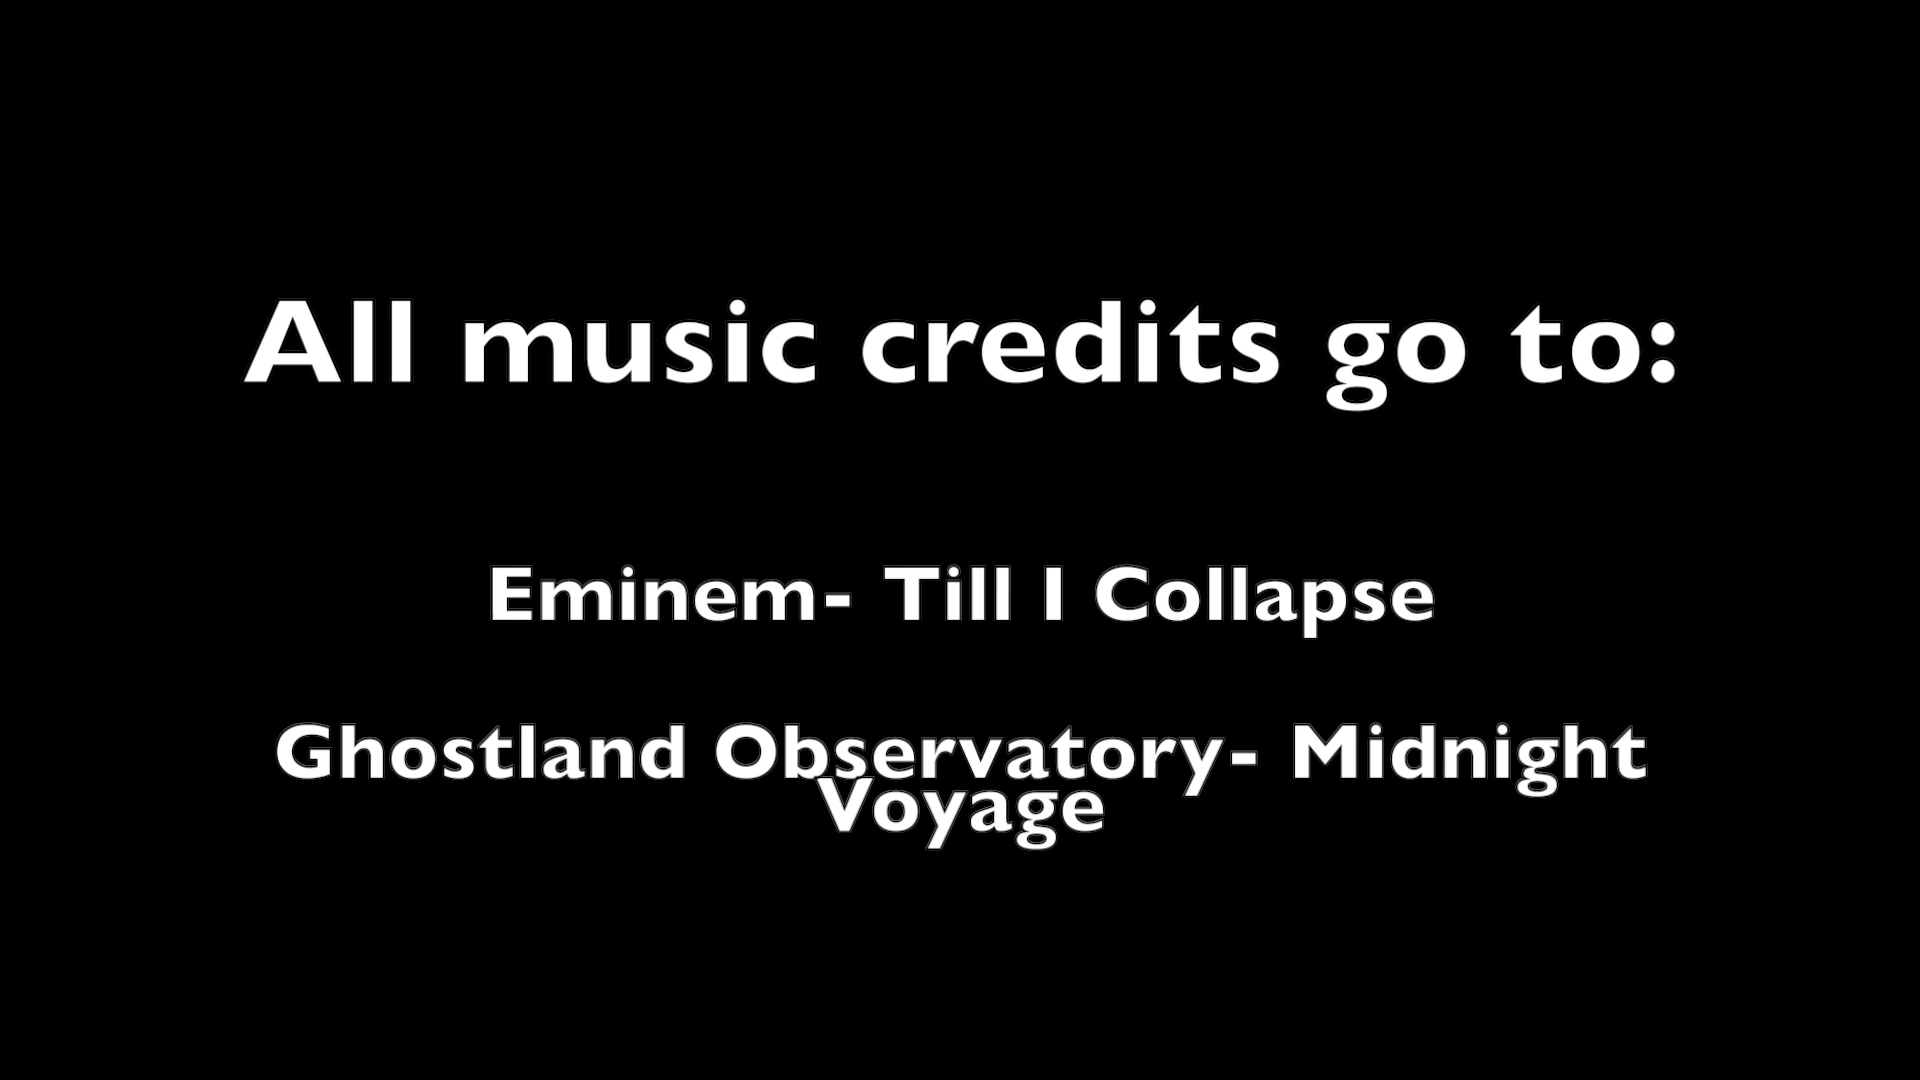 All music credits go to:
Eminem- Till I Collapse
Ghostland Observatory- Midnight
Voyage